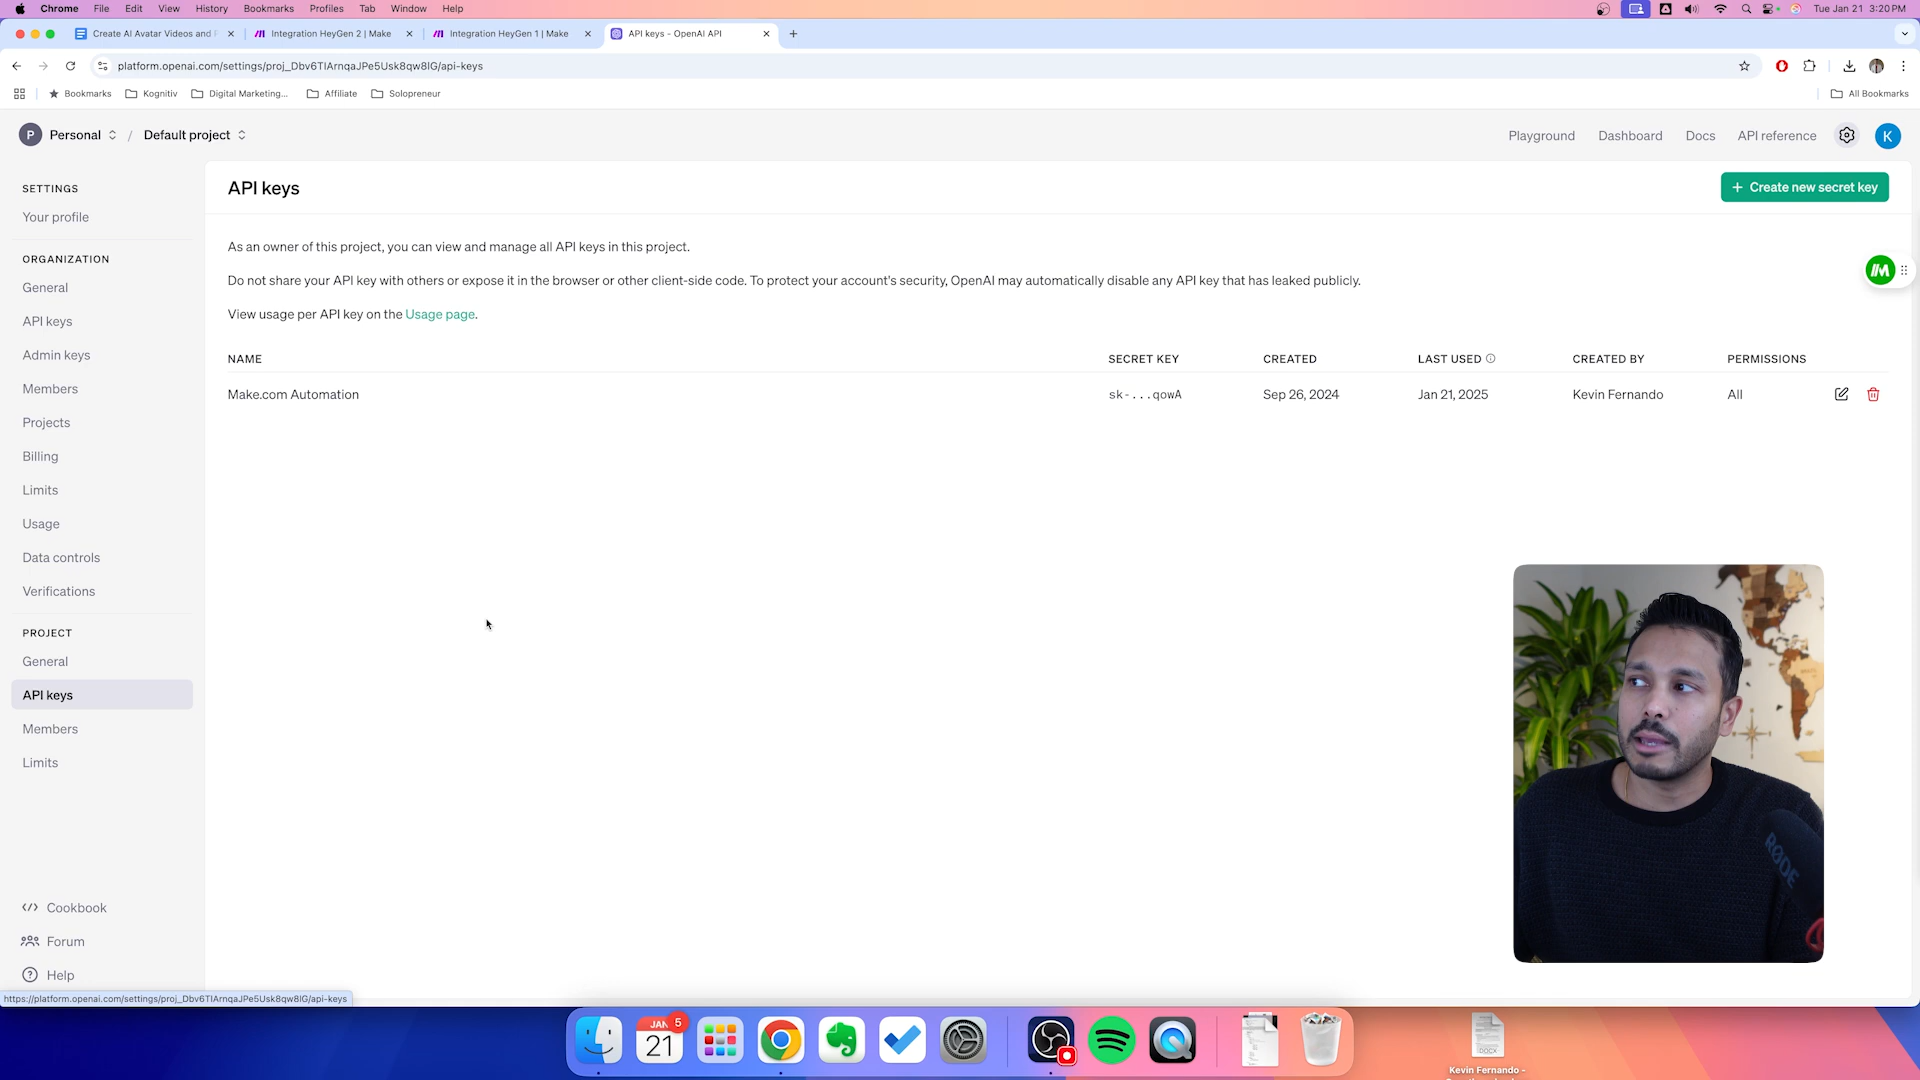 Chrome File Edit View History Bookmarks Profiles Tab Window Help Tue Jan 21 3:20 PM
Create AI Avatar Videos and Integration HeyGen 2 | Make Integration HeyGen 1 | Make API keys - OpenAI API
platform.openai.com/settings/proj_Dbv6TIArnqaJPe5Usk8qw8lG/api-keys
Bookmarks Kognitiv Digital Marketing... Affiliate Solopreneur All Bookmarks
P Personal / Default project Playground Dashboard Docs API reference K
SETTINGS
Your profile
ORGANIZATION
General
API keys
Admin keys
Members
Projects
Billing
Limits
Usage
Data controls
Verifications
PROJECT
General
API keys
Members
Limits
Cookbook
Forum
Help
https://platform.openai.com/settings/proj_Dbv6TIArnqaJPe5Usk8qw8lG/api-keys
API keys
+ Create new secret key
As an owner of this project, you can view and manage all API keys in this project.
Do not share your API key with others or expose it in the browser or other client-side code. To protect your account's security, OpenAI may automatically disable any API key that has leaked publicly.
View usage per API key on the Usage page.
NAME SECRET KEY CREATED LAST USED CREATED BY PERMISSIONS
Make.com Automation sk-...qowA Sep 26, 2024 Jan 21, 2025 Kevin Fernando All
RØDE
JAN 5
21
DOCX
Kevin Fernando -